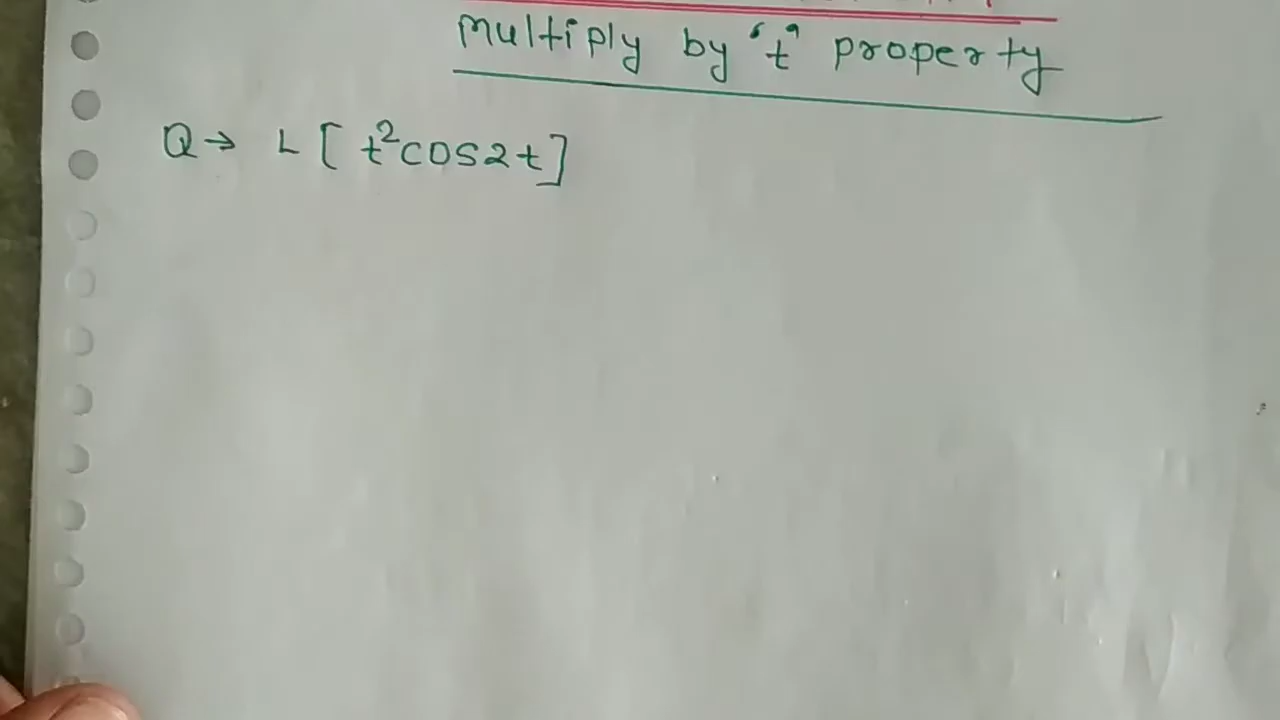 Multiply by 't' property
Q→ L[t²cos2t]